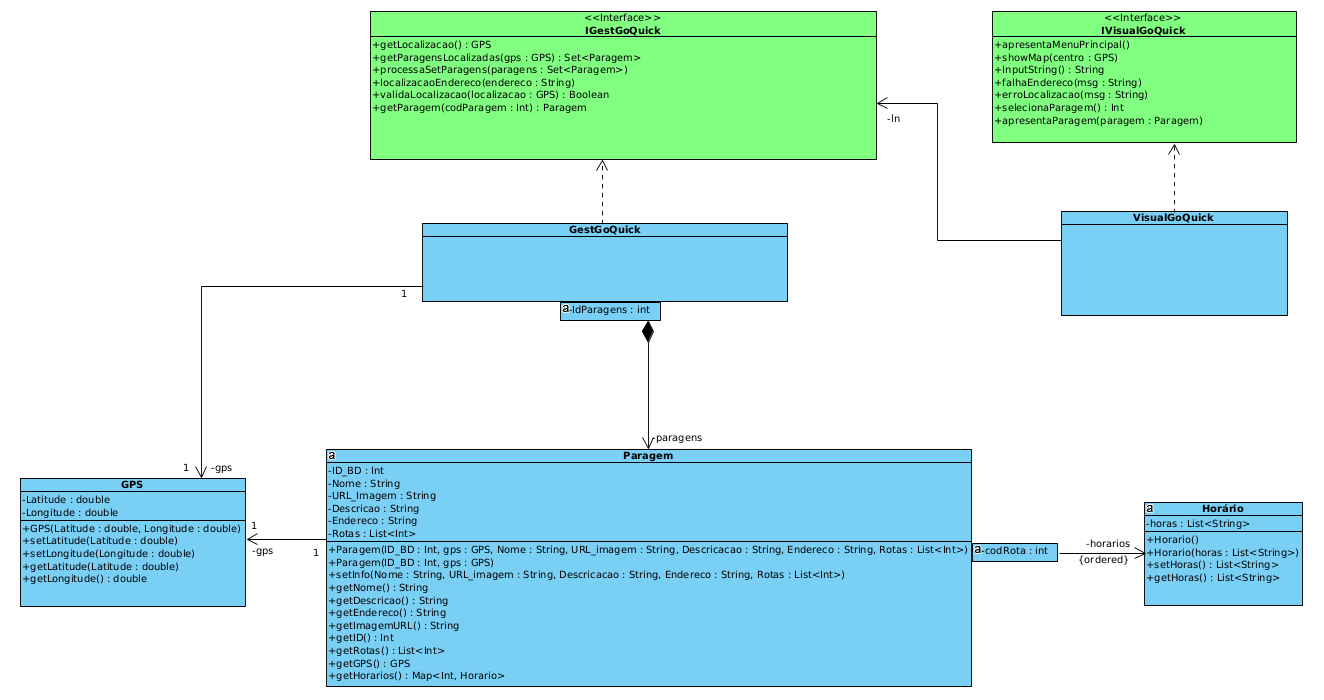 <<Interface>>
IGestGoQuick
+getLocalizacao() : GPS
+getParagensLocalizadas(gps : GPS) : Set<Paragem>
+processaSetParagens(paragens : Set<Paragem>)
+localizacaoEndereco(endereco : String)
+validaLocalizacao(localizacao : GPS) : Boolean
+getParagem(codParagem : Int) : Paragem
<<Interface>>
IVisualGoQuick
+apresentaMenuPrincipal()
+showMap(centro : GPS)
+InputString() : String
+falhaEndereco(msg : String)
+erroLocalizacao(msg : String)
+selecionaParagem() : Int
+apresentaParagem(paragem : Paragem)
-ln
GestGoQuick
VisualGoQuick
1
a
-IdParagens : int
-paragens
1
-gps
GPS
-Latitude : double
-Longitude : double
+GPS(Latitude : double, Longitude : double)
+setLatitude(Latitude : double)
+setLongitude(Longitude : double)
+getLatitude(Latitude : double)
+getLongitude() : double
1
-gps
1
a
Paragem
-ID_BD : Int
-Nome : String
-URL_Imagem : String
-Descricao : String
-Endereco : String
-Rotas : List<Int>
+Paragem(ID_BD : Int, gps : GPS, Nome : String, URL_imagem : String, Descricacao : String, Endereco : String, Rotas : List<Int>)
+Paragem(ID_BD : Int, gps : GPS)
+setInfo(Nome : String, URL_imagem : String, Descricacao : String, Endereco : String, Rotas : List<Int>)
+getNome() : String
+getDescricao() : String
+getEndereco() : String
+getImagemURL() : String
+getID() : Int
+getRotas() : List<Int>
+getGPS() : GPS
+getHorarios() : Map<Int, Horario>
a
-codRota : int
-horarios
{ordered}
a
Horário
-horas : List<String>
+Horario()
+Horario(horas : List<String>)
+setHoras() : List<String>
+getHoras() : List<String>